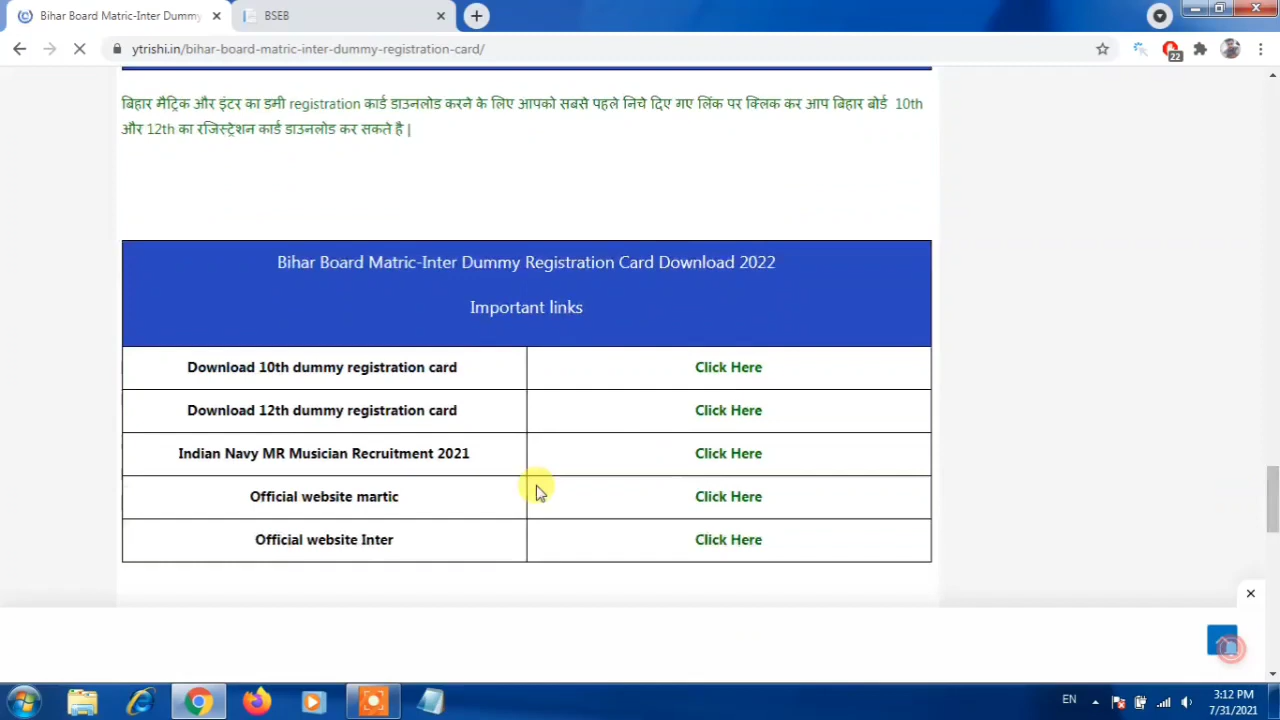 Bihar Board Matric-Inter Dummy
BSEB
ytrishi.in/bihar-board-matric-inter-dummy-registration-card/
22
बिहार मैट्रिक और इंटर का डमी registration कार्ड डाउनलोड करने के लिए आपको सबसे पहले निचे दिए गए लिंक पर क्लिक कर आप बिहार बोर्ड 10th
और 12th का रजिस्ट्रेशन कार्ड डाउनलोड कर सकते है |
Bihar Board Matric-Inter Dummy Registration Card Download 2022
Important links
Download 10th dummy registration card Click Here
Download 12th dummy registration card Click Here
Indian Navy MR Musician Recruitment 2021 Click Here
Official website martic Click Here
Official website Inter Click Here
EN
3:12 PM
7/31/2021